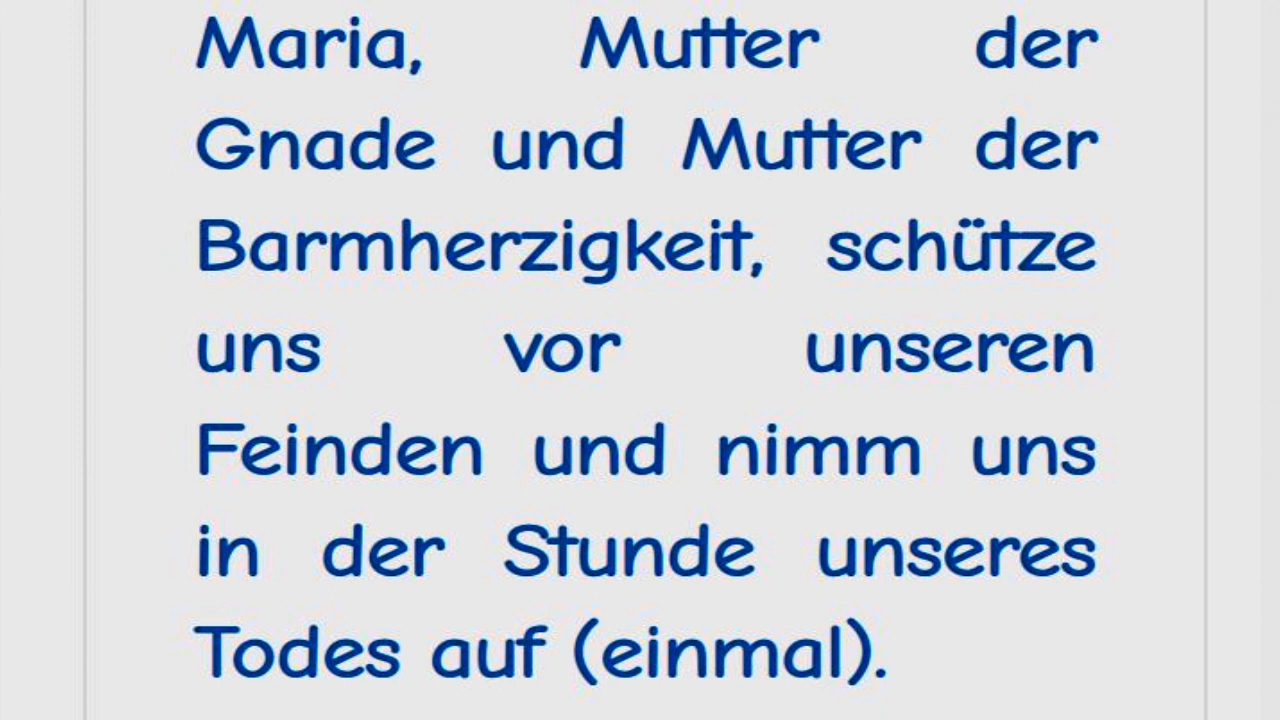 Maria, Mutter der
Gnade und Mutter der
Barmherzigkeit, schütze
uns vor unseren
Feinden und nimm uns
in der Stunde unseres
Todes auf (einmal).